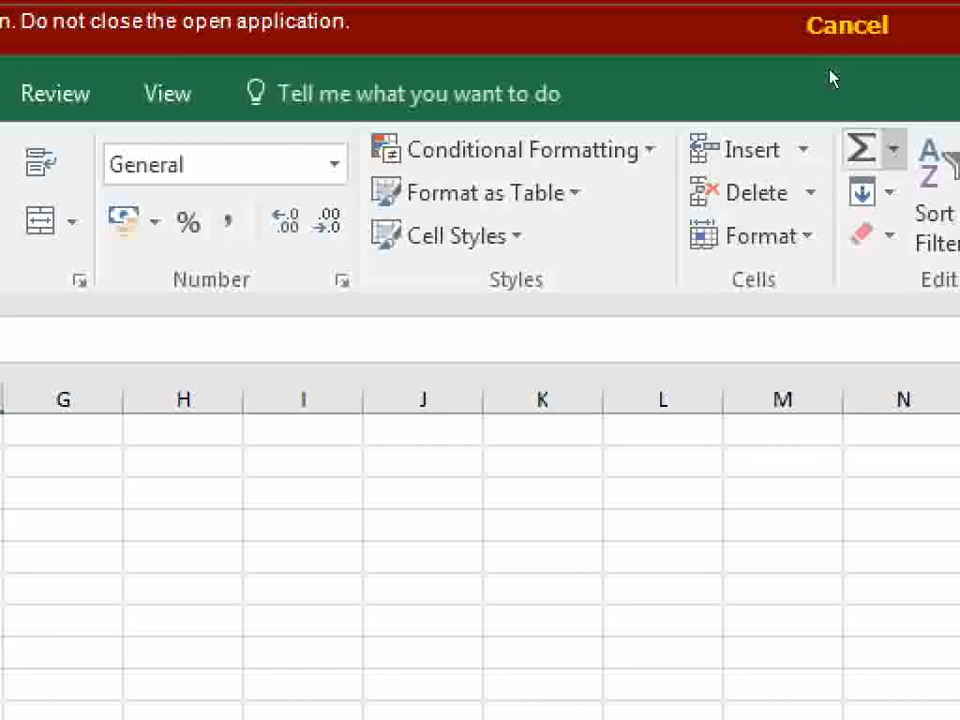 n. Do not close the open application.
Cancel
Review View Tell me what you want to do
General
Conditional Formatting
Insert
Format as Table
Delete
Sort
Cell Styles
Format
Filter
Number Styles Cells Edit
G H I J K L M N